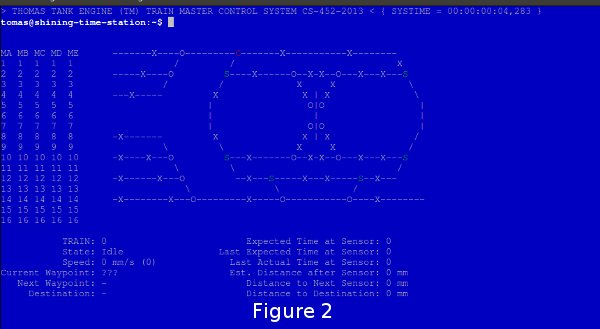 > THOMAS TANK ENGINE (TM) TRAIN MASTER CONTROL SYSTEM CS-452-2013 < { SYSTIME = 00:00:00:04,283 }
tomas@shining-time-station:~$
MA MB MC MD ME
1 1 1 1 1
2 2 2 2 2
3 3 3 3 3
4 4 4 4 4
5 5 5 5 5
6 6 6 6 6
7 7 7 7 7
8 8 8 8 8
9 9 9 9 9
10 10 10 10 10
11 11 11 11 11
12 12 12 12 12
13 13 13 13 13
14 14 14 14 14
15 15 15 15 15
16 16 16 16 16
TRAIN: 0 Expected Time at Sensor: 0
State: Idle Last Expected Time at Sensor: 0
Speed: 0 mm/s (0) Last Actual Time at Sensor: 0
Current Waypoint: ??? Est. Distance after Sensor: 0 mm
Next Waypoint: - Distance to Next Sensor: 0 mm
Destination: - Distance to Destination: 0 mm
Figure 2